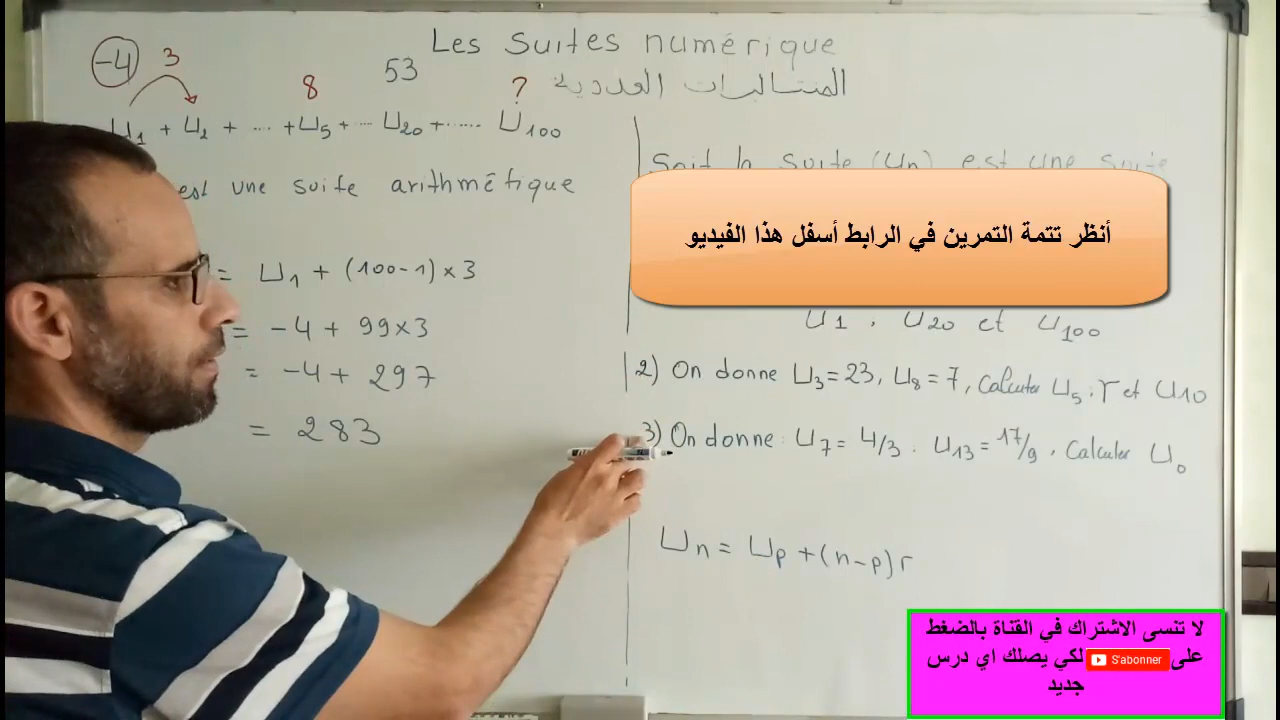 Les suites numérique
المتتاليات العددية
-4 3 8 53 ?
U1 + U2 + .... + U5 + ... U20 + ..... U100
est une suite arithmétique
= U1 + (100-1)×3
= -4 + 99×3
= -4 + 297
= 283
Soit la suite (Un) est une suite
أنظر تتمة التمرين في الرابط أسفل هذا الفيديو
U1 , U20 et U100
2) On donne U3=23, U8=7, Calculer U5 ; r et U10
3) On donne : U7 = 4/3 : U13 = 17/9 , Calculer U0
Un = Up +(n-p) r
لا تنسى الاشتراك في القناة بالضغط
على S'abonner لكي يصلك اي درس
جديد